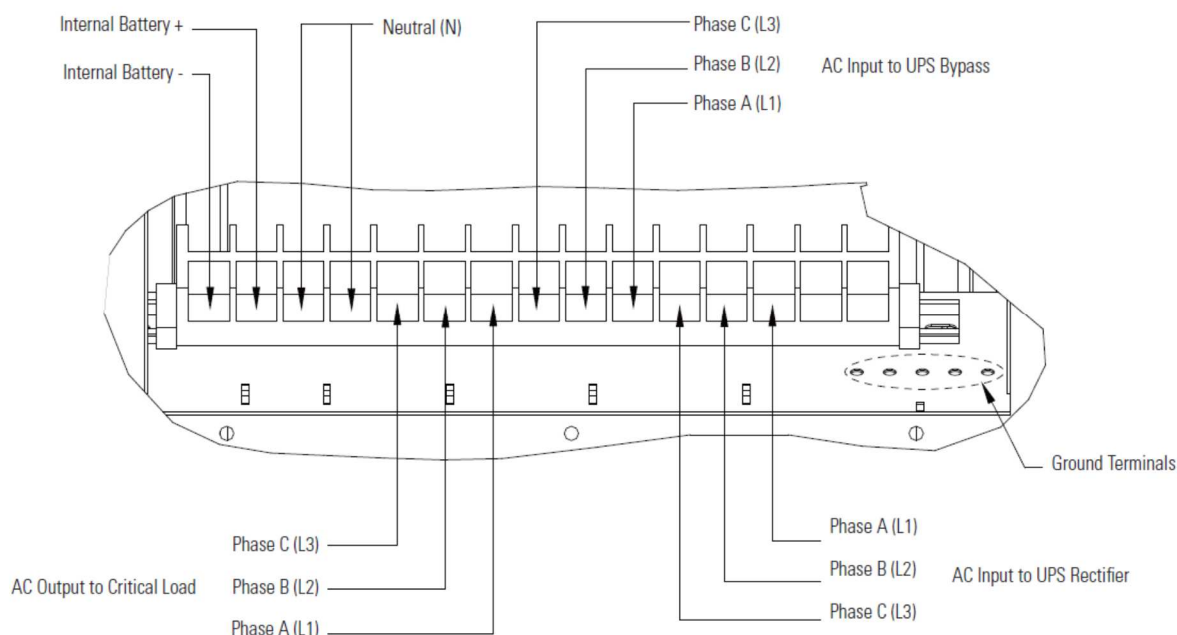 Internal Battery +
Internal Battery -
Neutral (N)
Phase C (L3)
Phase B (L2)
AC Input to UPS Bypass
Phase A (L1)
Ground Terminals
Phase C (L3)
AC Output to Critical Load
Phase B (L2)
Phase A (L1)
Phase A (L1)
Phase B (L2)
AC Input to UPS Rectifier
Phase C (L3)